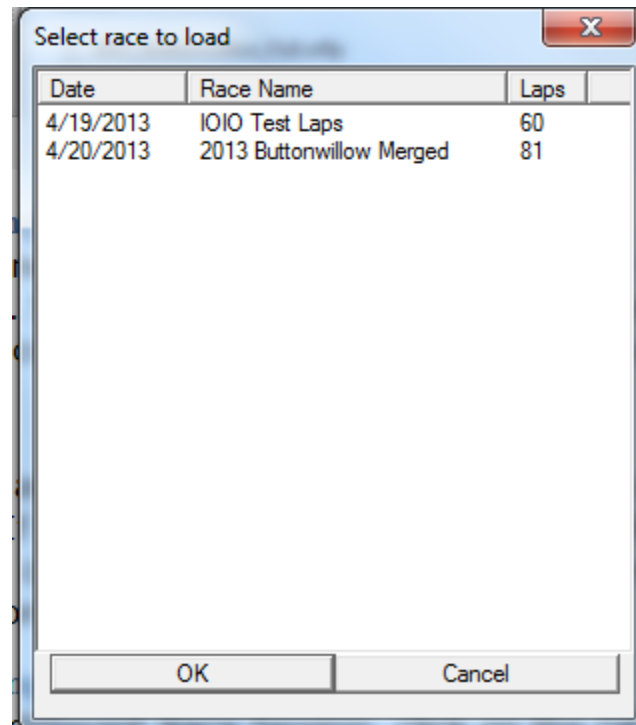 Select race to load
Date Race Name Laps
4/19/2013 IOIO Test Laps 60
4/20/2013 2013 Buttonwillow Merged 81
OK Cancel